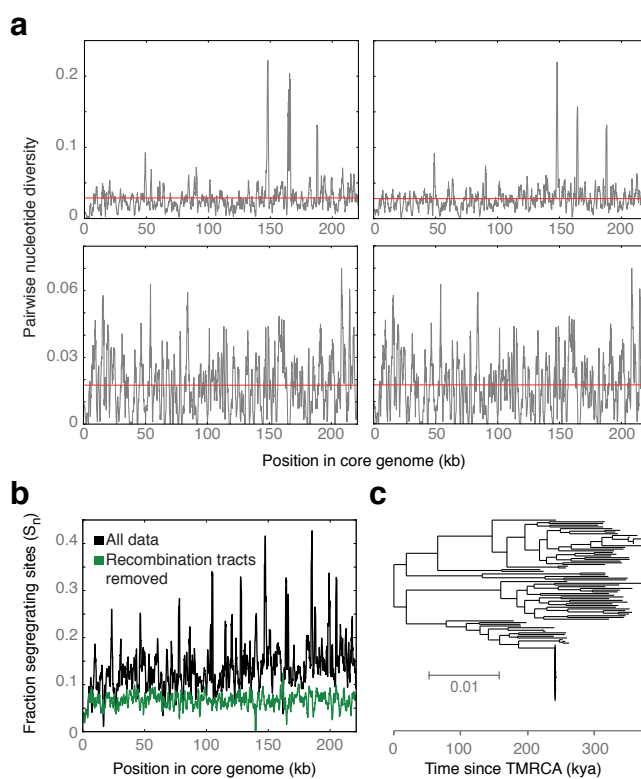 a
0.2
0.1
0
0 50 100 150 200
0 50 100 150 200
Pairwise nucleotide diversity
0.06
0.03
0
0 50 100 150 200
0 50 100 150 200
Position in core genome (kb)
b
Fraction segregrating sites (Sn)
0.4
0.3
0.2
0.1
0
All data
Recombination tracts
removed
0 50 100 150 200
Position in core genome (kb)
c
0.01
0 100 200 300
Time since TMRCA (kya)